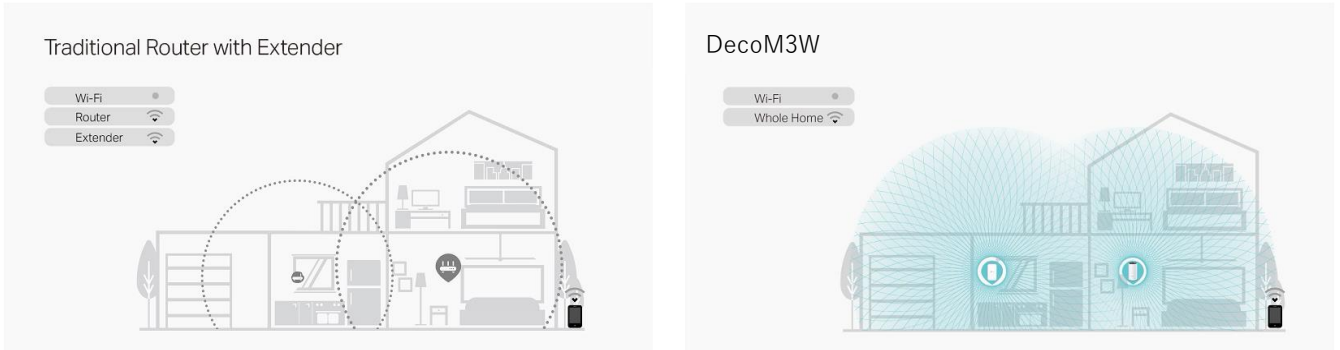 Traditional Router with Extender
Wi-Fi
Router
Extender
DecoM3W
Wi-Fi
Whole Home